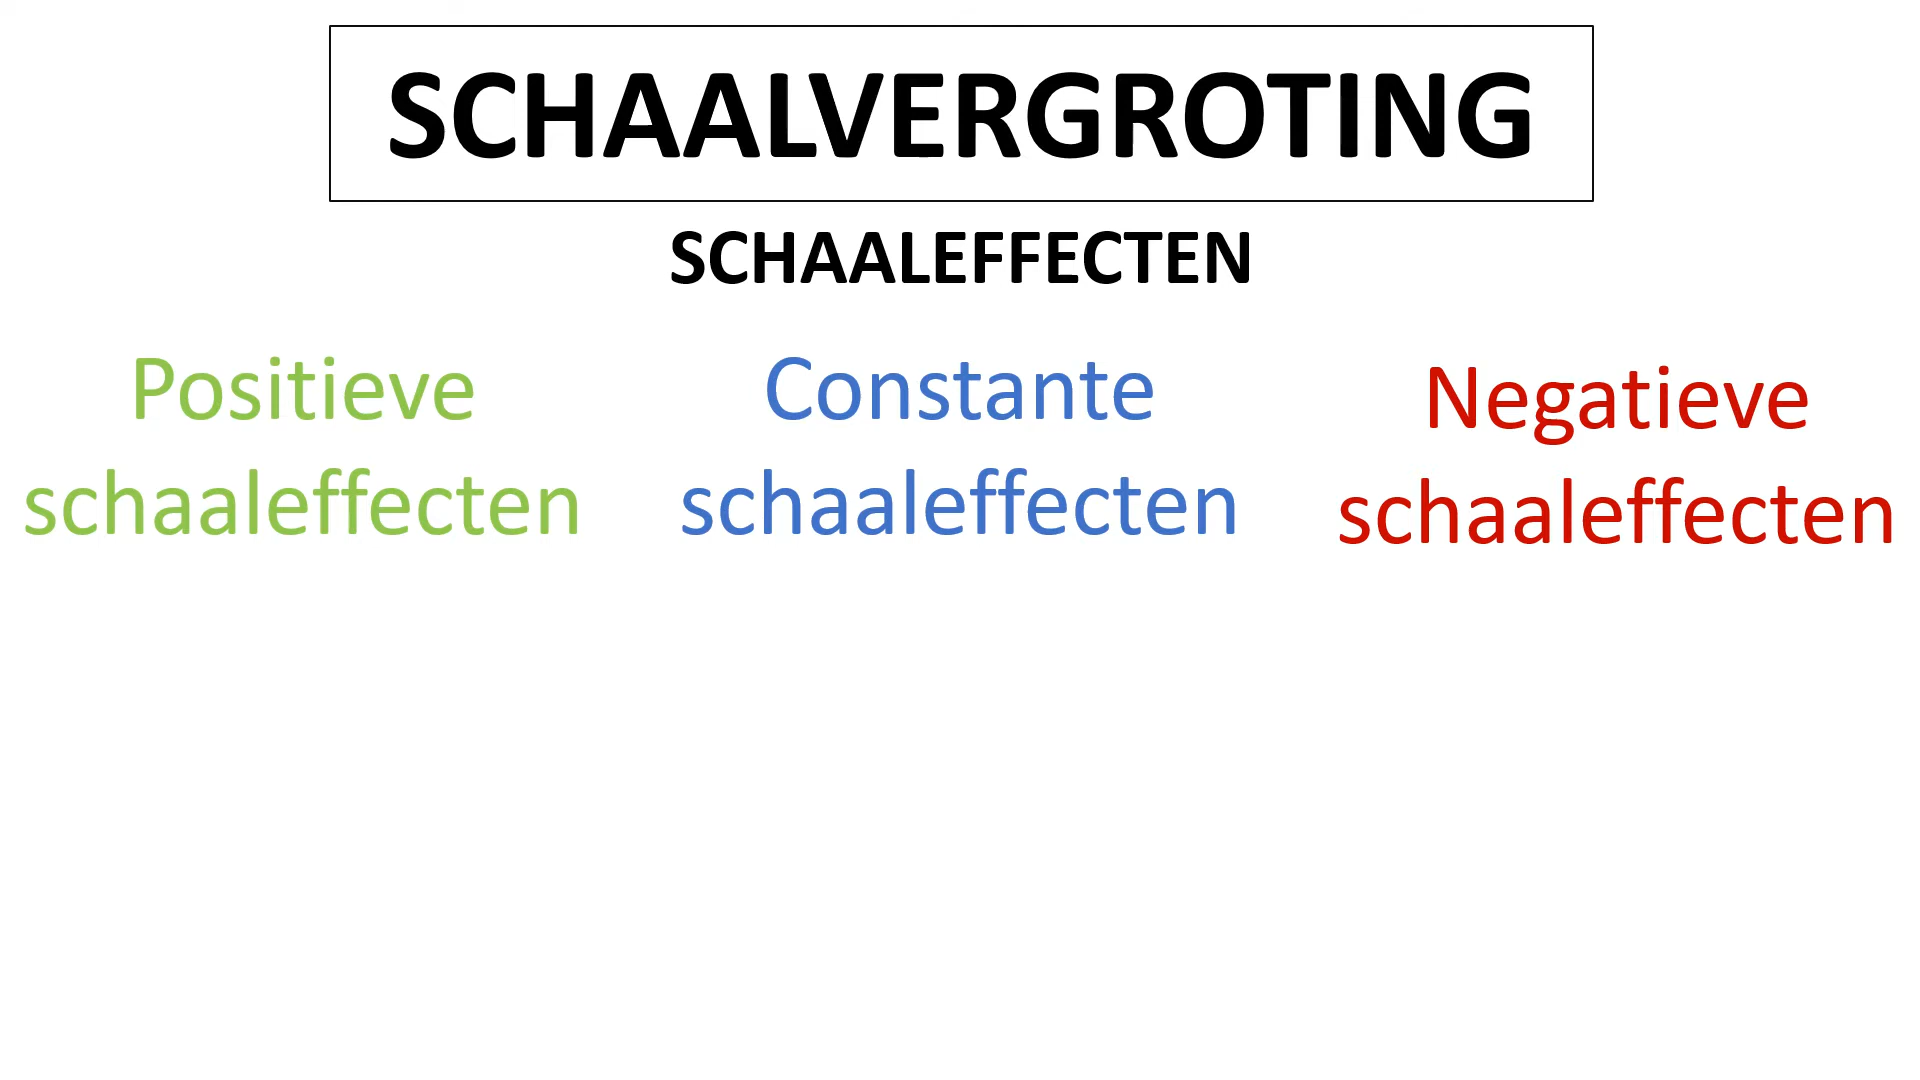 SCHAALVERGROTING
SCHAALEFFECTEN
Positieve
schaaleffecten
Constante
schaaleffecten
Negatieve
schaaleffecten